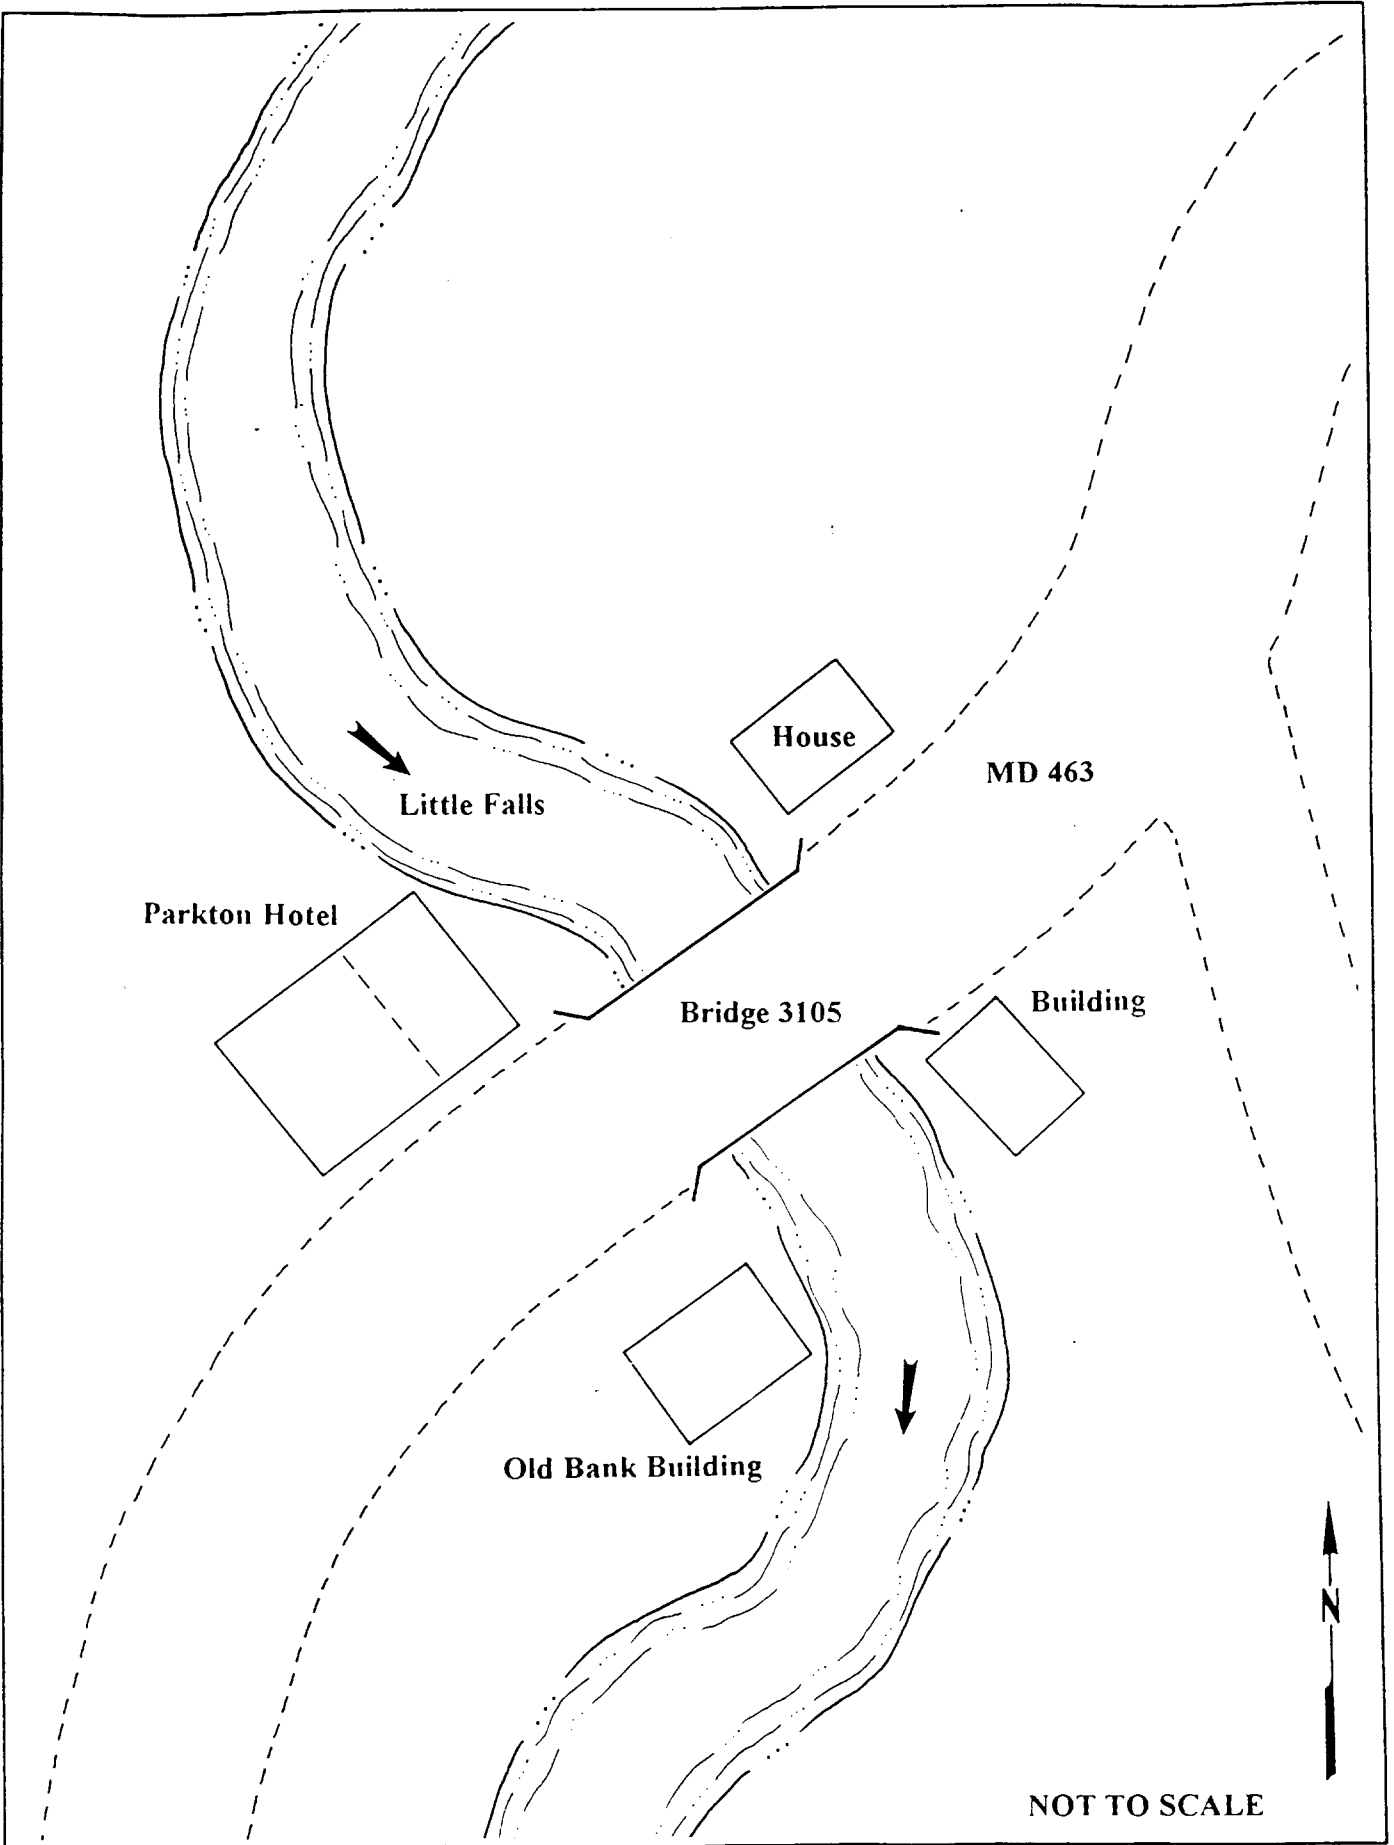 House
MD 463
Little Falls
Parkton Hotel
Bridge 3105
Building
Old Bank Building
N
NOT TO SCALE